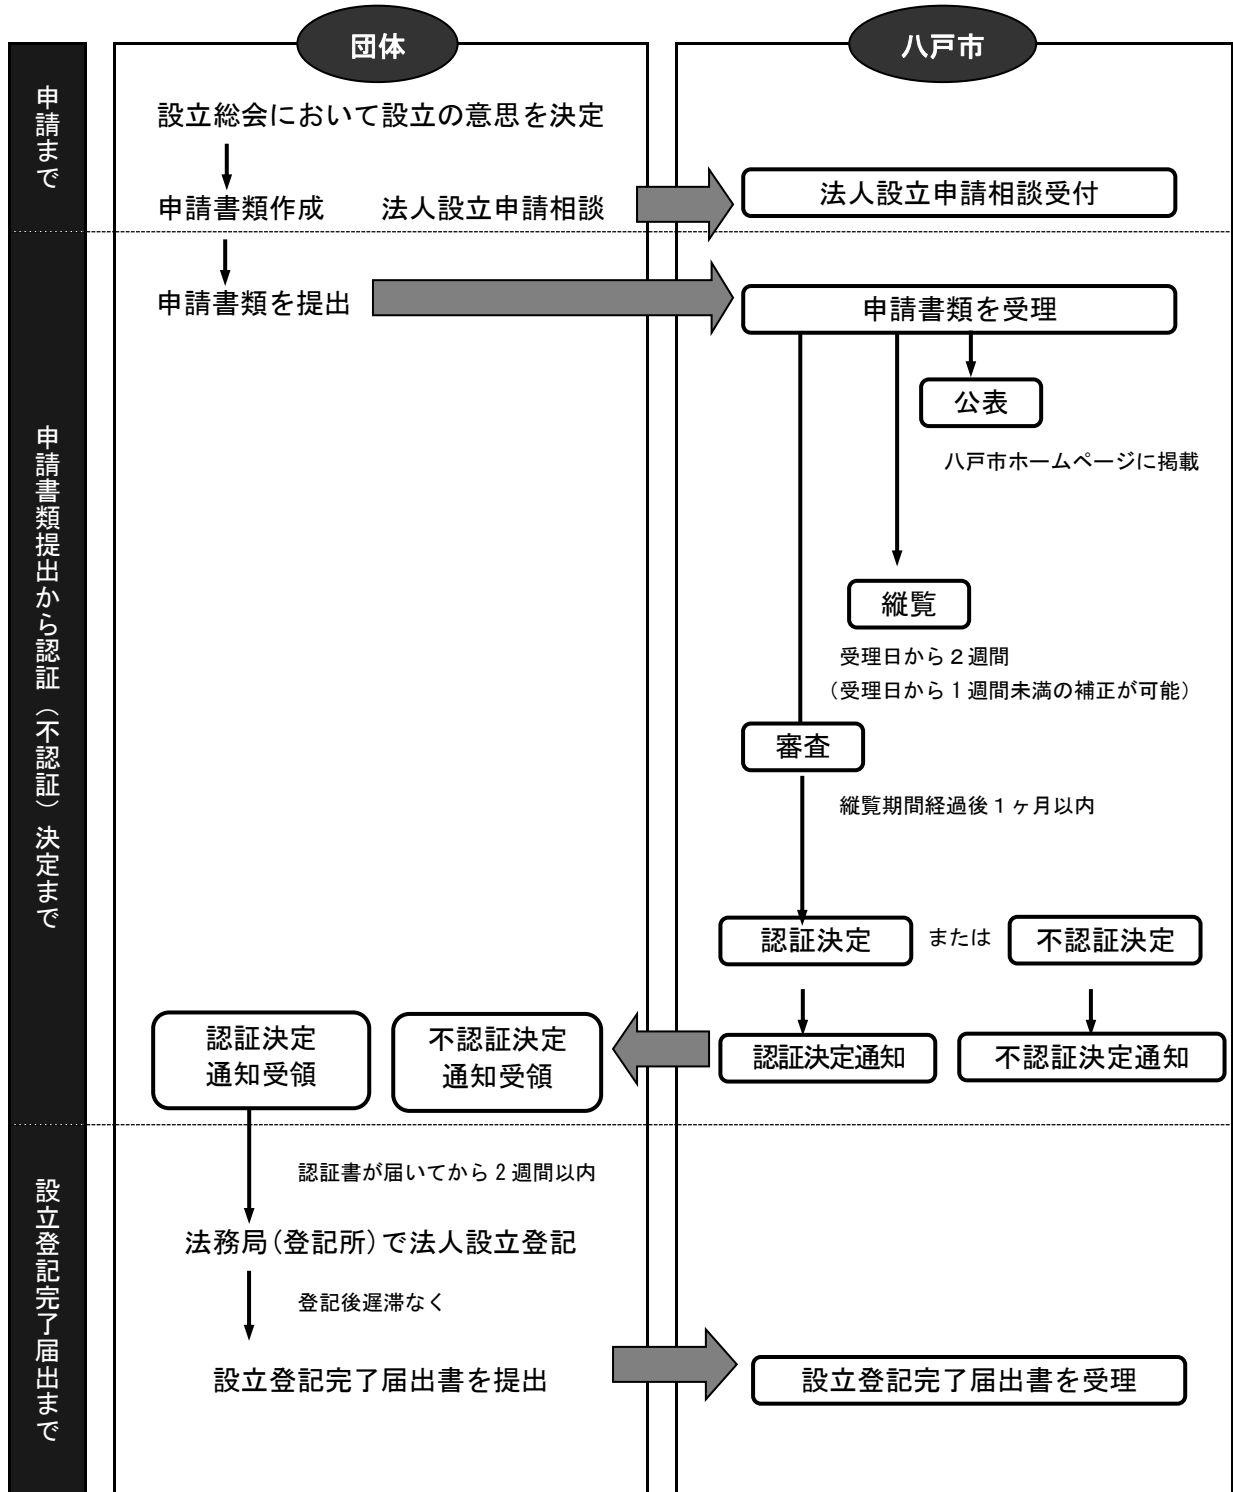 団体
八戸市
申請まで
設立総会において設立の意思を決定
申請書類作成
法人設立申請相談
法人設立申請相談受付
申請書類提出から認証（不認証）決定まで
申請書類を提出
申請書類を受理
公表
八戸市ホームページに掲載
縦覧
受理日から２週間
（受理日から１週間未満の補正が可能）
審査
縦覧期間経過後１ヶ月以内
認証決定
または
不認証決定
認証決定
通知受領
不認証決定
通知受領
認証決定通知
不認証決定通知
設立登記完了届出まで
認証書が届いてから２週間以内
法務局（登記所）で法人設立登記
登記後遅滞なく
設立登記完了届出書を提出
設立登記完了届出書を受理